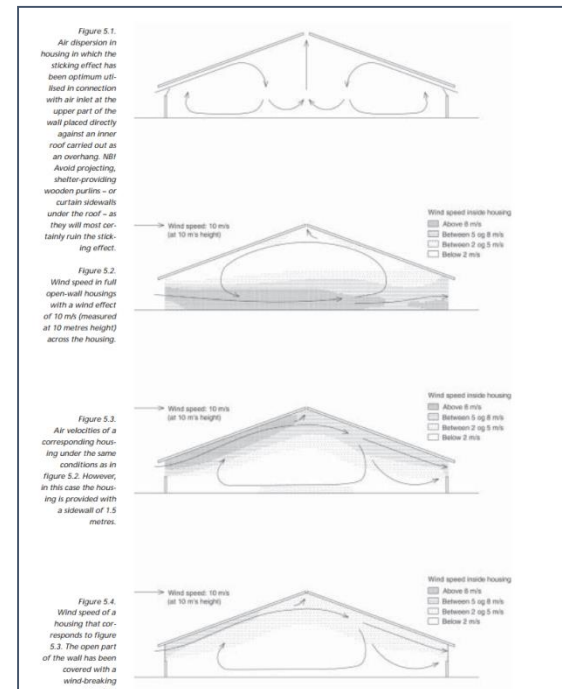 Figure 5.1.
Air dispersion in
housing in which the
sticking effect has
been optimum uti-
lised in connection
with air inlet at the
upper part of the
wall placed directly
against an inner
roof carried out as
an overhang. NB!
Avoid projecting,
shelter-providing
wooden purlins – or
curtain sidewalls
under the roof – as
they will most cer-
tainly ruin the stick-
ing effect.
Figure 5.2.
Wind speed in full
open-wall housings
with a wind effect
of 10 m/s (measured
at 10 metres height)
across the housing.
Wind speed: 10 m/s
(at 10 m's height)
Wind speed inside housing
Above 8 m/s
Between 5 og 8 m/s
Between 2 og 5 m/s
Below 2 m/s
Figure 5.3.
Air velocities of a
corresponding hous-
ing under the same
conditions as in
figure 5.2. However,
in this case the hous-
ing is provided with
a sidewall of 1.5
metres.
Wind speed: 10 m/s
(at 10 m's height)
Wind speed inside housing
Above 8 m/s
Between 5 og 8 m/s
Between 2 og 5 m/s
Below 2 m/s
Figure 5.4.
Wind speed of a
housing that cor-
responds to figure
5.3. The open part
of the wall has been
covered with a
wind-breaking
Wind speed: 10 m/s
(at 10 m's height)
Wind speed inside housing
Above 8 m/s
Between 5 og 8 m/s
Between 2 og 5 m/s
Below 2 m/s